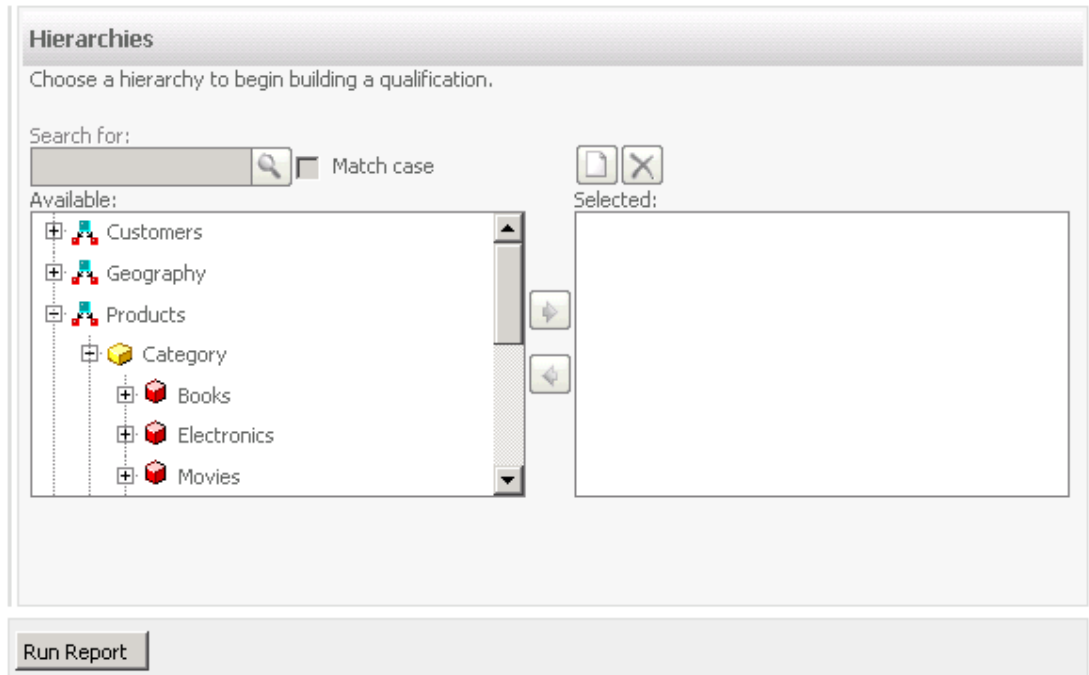 Hierarchies
Choose a hierarchy to begin building a qualification.
Search for:
Match case
Available:
Selected:
Customers
Geography
Products
Category
Books
Electronics
Movies
Run Report